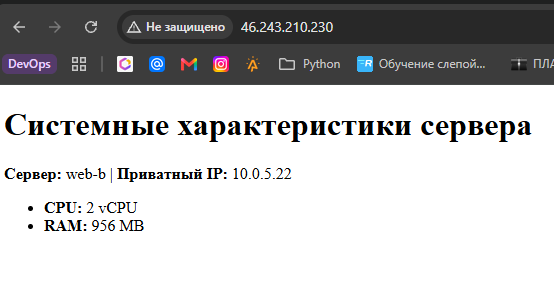 Не защищено 46.243.210.230
DevOps Python Обучение слепой... ПЛА
Системные характеристики сервера
Сервер: web-b | Приватный IP: 10.0.5.22
CPU: 2 vCPU
RAM: 956 MB